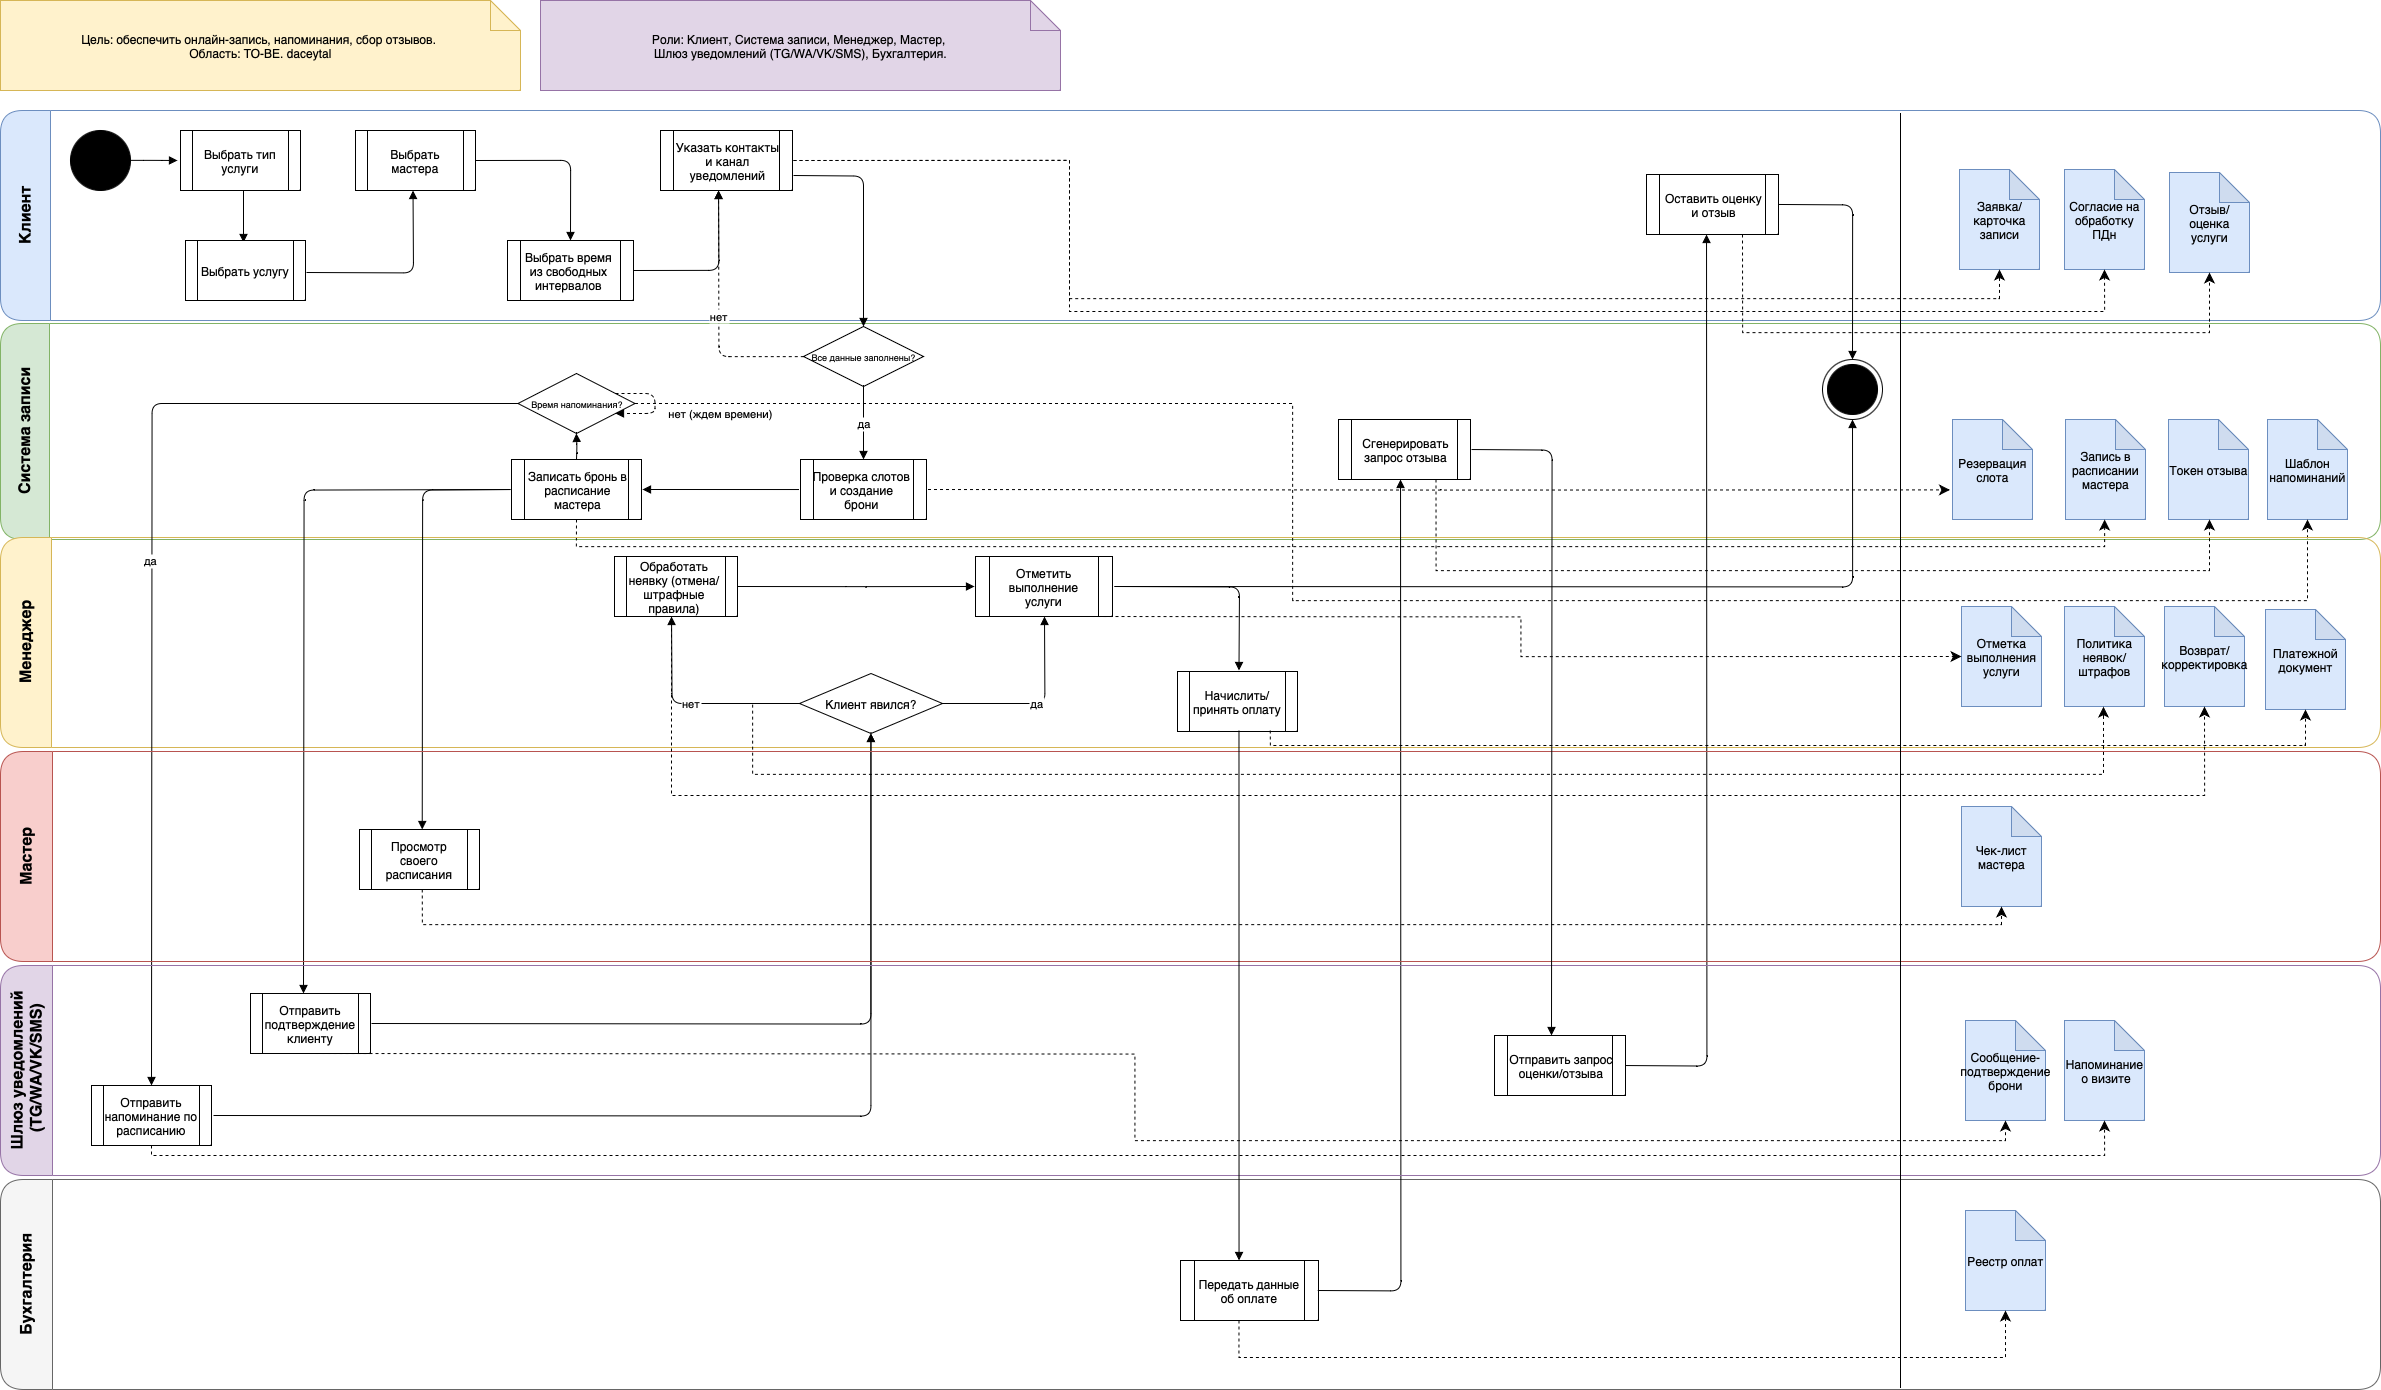 Цель: обеспечить онлайн-запись, напоминания, сбор отзывов.
Область: TO-BE. daceytal
Роли: Клиент, Система записи, Менеджер, Мастер,
Шлюз уведомлений (TG/WA/VK/SMS), Бухгалтерия.
Клиент
Выбрать тип
услуги
Выбрать
мастера
Указать контакты
и канал
уведомлений
Выбрать услугу
Выбрать время
из свободных
интервалов
Оставить оценку
и отзыв
Заявка/
карточка
записи
Согласие на
обработку
ПДн
Отзыв/
оценка
услуги
нет
Система записи
Все данные заполнены?
Время напоминания?
нет (ждем времени)
да
Записать бронь в
расписание
мастера
Проверка слотов
и создание
брони
Сгенерировать
запрос отзыва
Резервация
слота
Запись в
расписании
мастера
Токен отзыва
Шаблон
напоминаний
да
Менеджер
Обработать
неявку (отмена/
штрафные
правила)
Отметить
выполнение
услуги
Клиент явился?
нет
да
Начислить/
принять оплату
Отметка
выполнения
услуги
Политика
неявок/
штрафов
Возврат/
корректировка
Платежной
документ
Мастер
Просмотр
своего
расписания
Чек-лист
мастера
Шлюз уведомлений
(TG/WA/VK/SMS)
Отправить
подтверждение
клиенту
Отправить
напоминание по
расписанию
Отправить запрос
оценки/отзыва
Сообщение-
подтверждение
брони
Напоминание
о визите
Бухгалтерия
Передать данные
об оплате
Реестр оплат